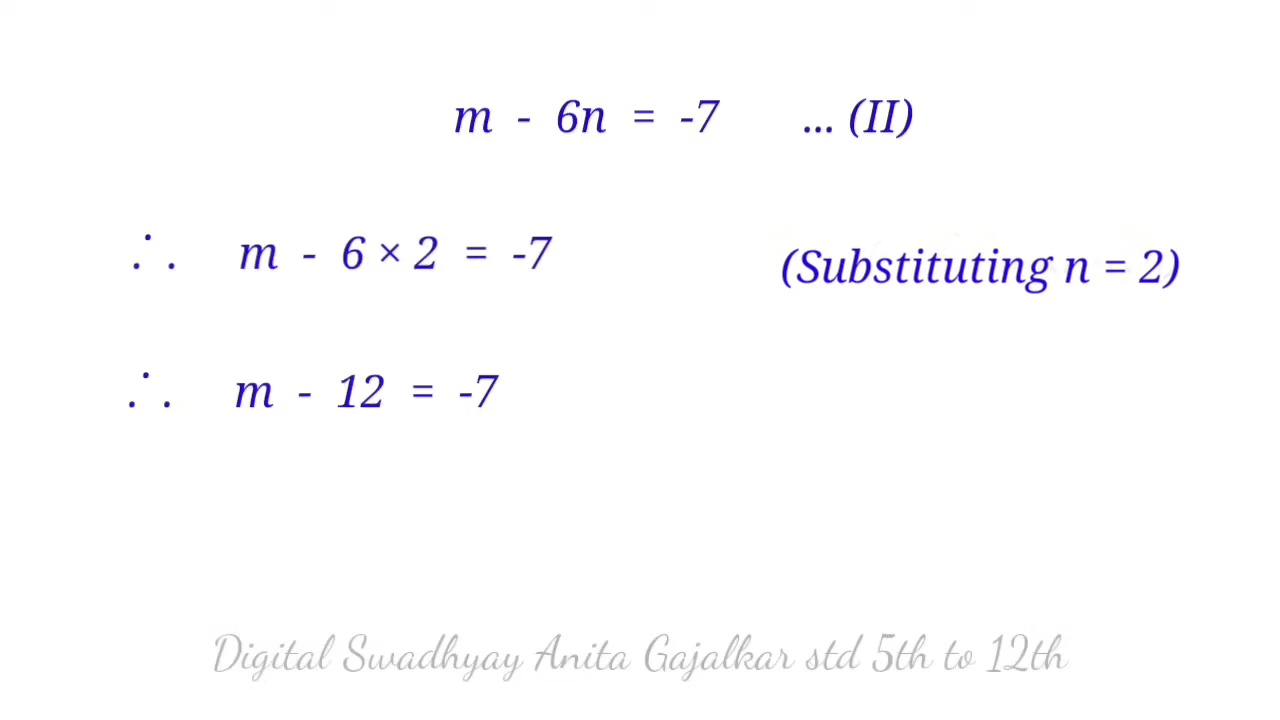 m - 6n = -7 ... (II)
∴ m - 6 × 2 = -7 (Substituting n = 2)
∴ m - 12 = -7
Digital Swadhyay Anita Gajalkar std 5th to 12th